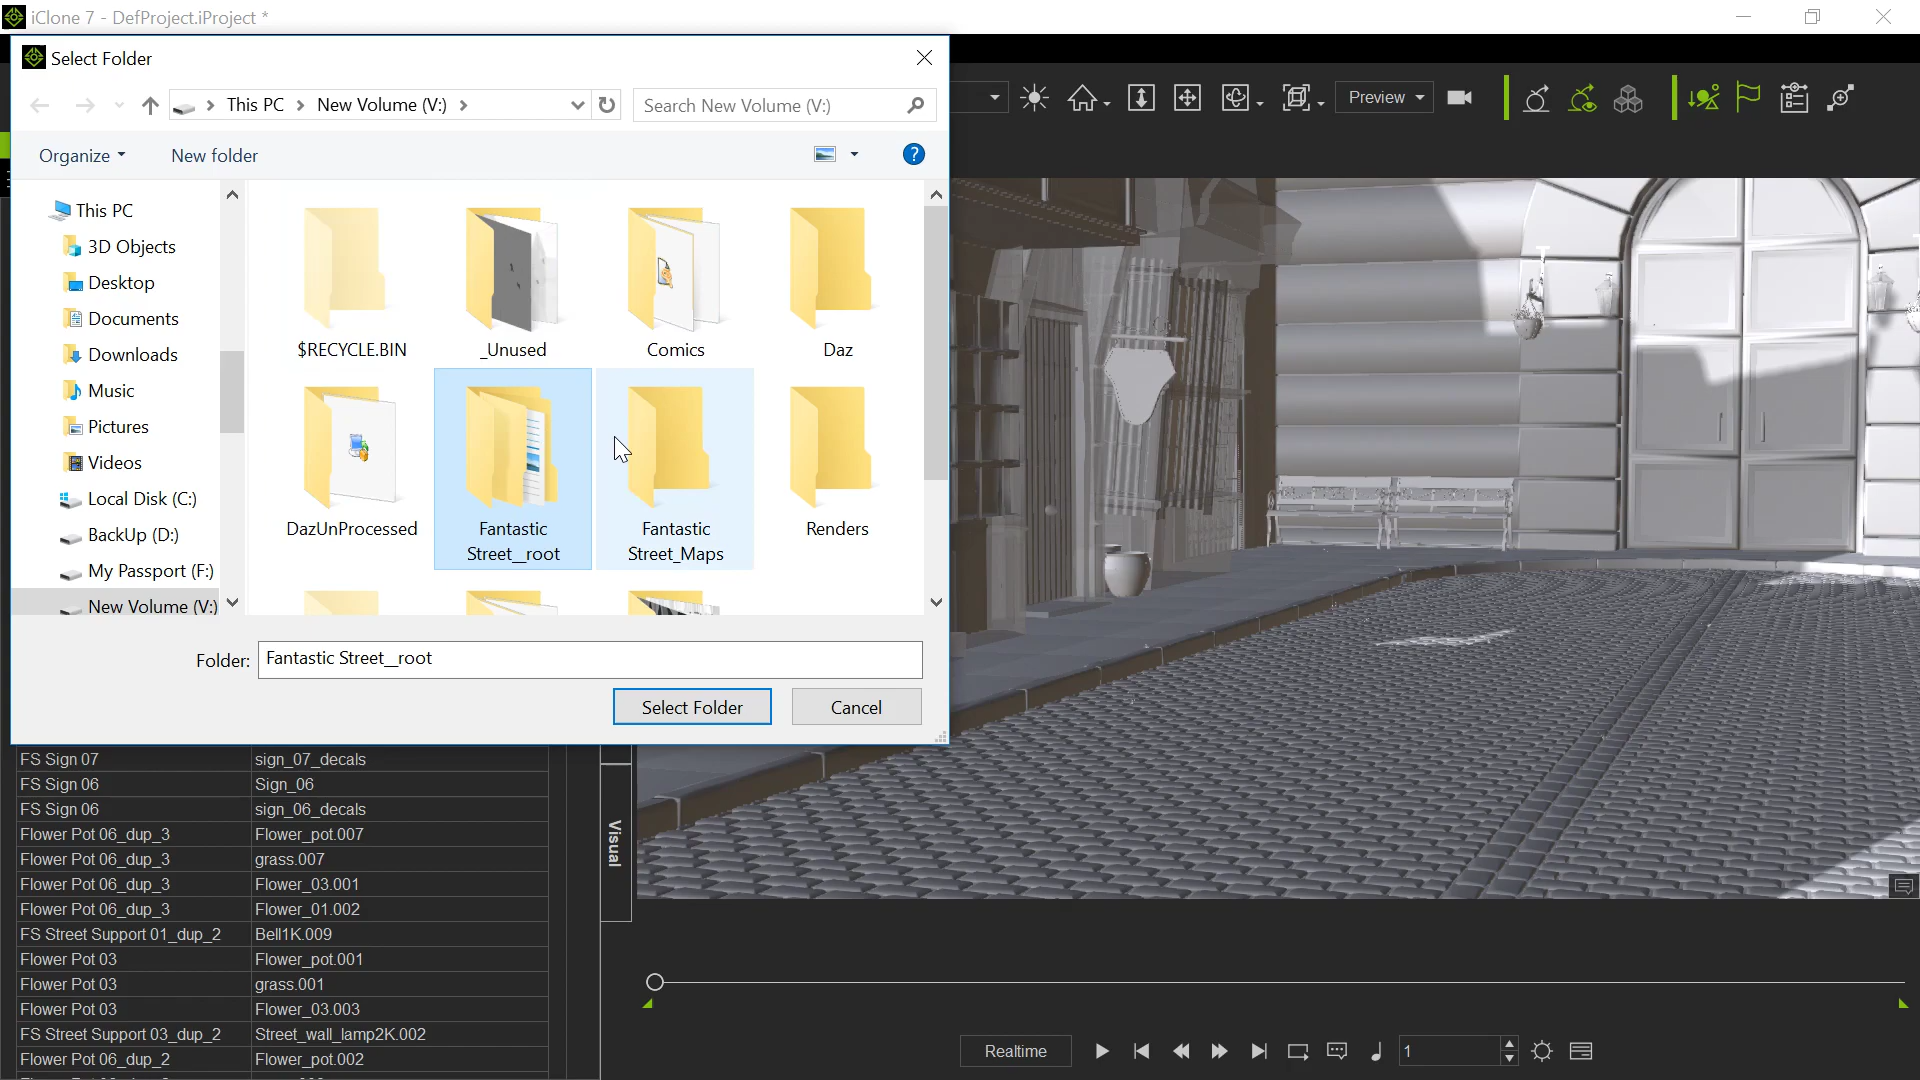 iClone 7 - DefProject.iProject *
Select Folder
This PC
New Volume (V:)
Search New Volume (V:)
Preview
Organize
New folder
This PC
3D Objects
Desktop
Documents
Downloads
Music
Pictures
Videos
Local Disk (C:)
BackUp (D:)
My Passport (F:)
New Volume (V:)
$RECYCLE.BIN
_Unused
Comics
Daz
DazUnProcessed
Fantastic
Street__root
Fantastic
Street_Maps
Renders
Folder:
Fantastic Street__root
Select Folder
Cancel
FS Sign 07 sign_07_decals
FS Sign 06 Sign_06
FS Sign 06 sign_06_decals
Flower Pot 06_dup_3 Flower_pot.007
Flower Pot 06_dup_3 grass.007
Flower Pot 06_dup_3 Flower_03.001
Flower Pot 06_dup_3 Flower_01.002
FS Street Support 01_dup_2 Bell1K.009
Flower Pot 03 Flower_pot.001
Flower Pot 03 grass.001
Flower Pot 03 Flower_03.003
FS Street Support 03_dup_2 Street_wall_lamp2K.002
Flower Pot 06_dup_2 Flower_pot.002
Visual
Realtime
1